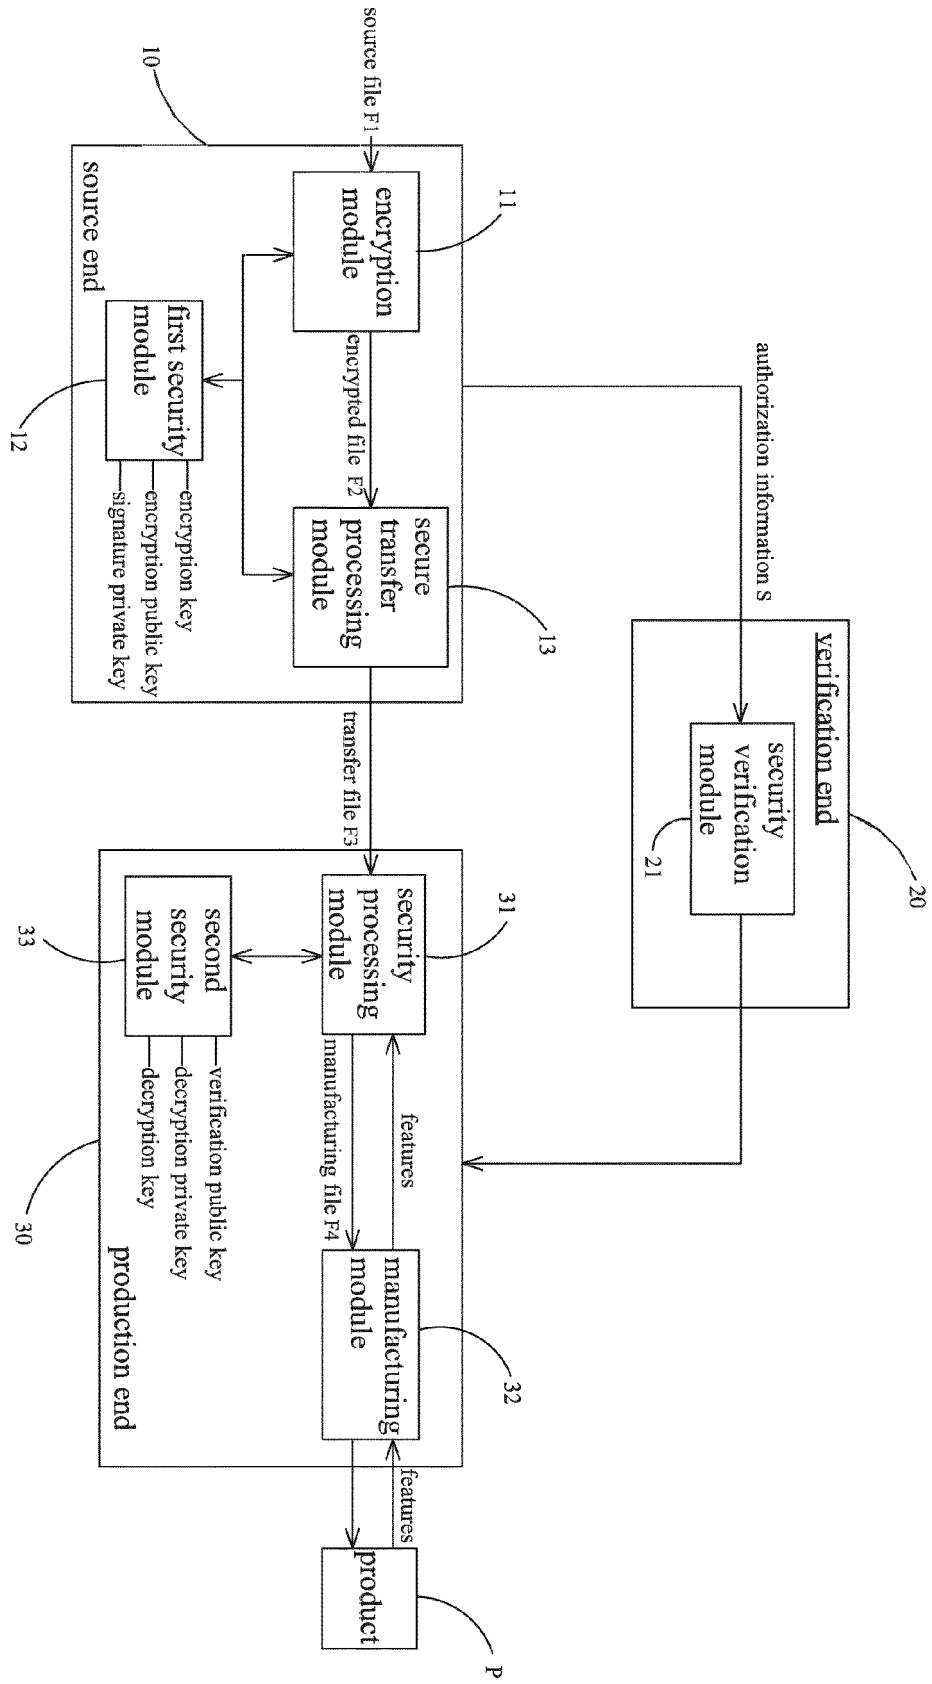 authorization information S
verification end
20
security
verification
module
21
source file F1
10
11
encryption
module
encrypted file F2
secure
transfer
processing
module
13
source end
first security
module
12
encryption key
encryption public key
signature private key
transfer file F3
31
security
processing
module
features
manufacturing file F4
manufacturing
module
32
features
product
P
second
security
module
33
verification public key
decryption private key
decryption key
30
production end